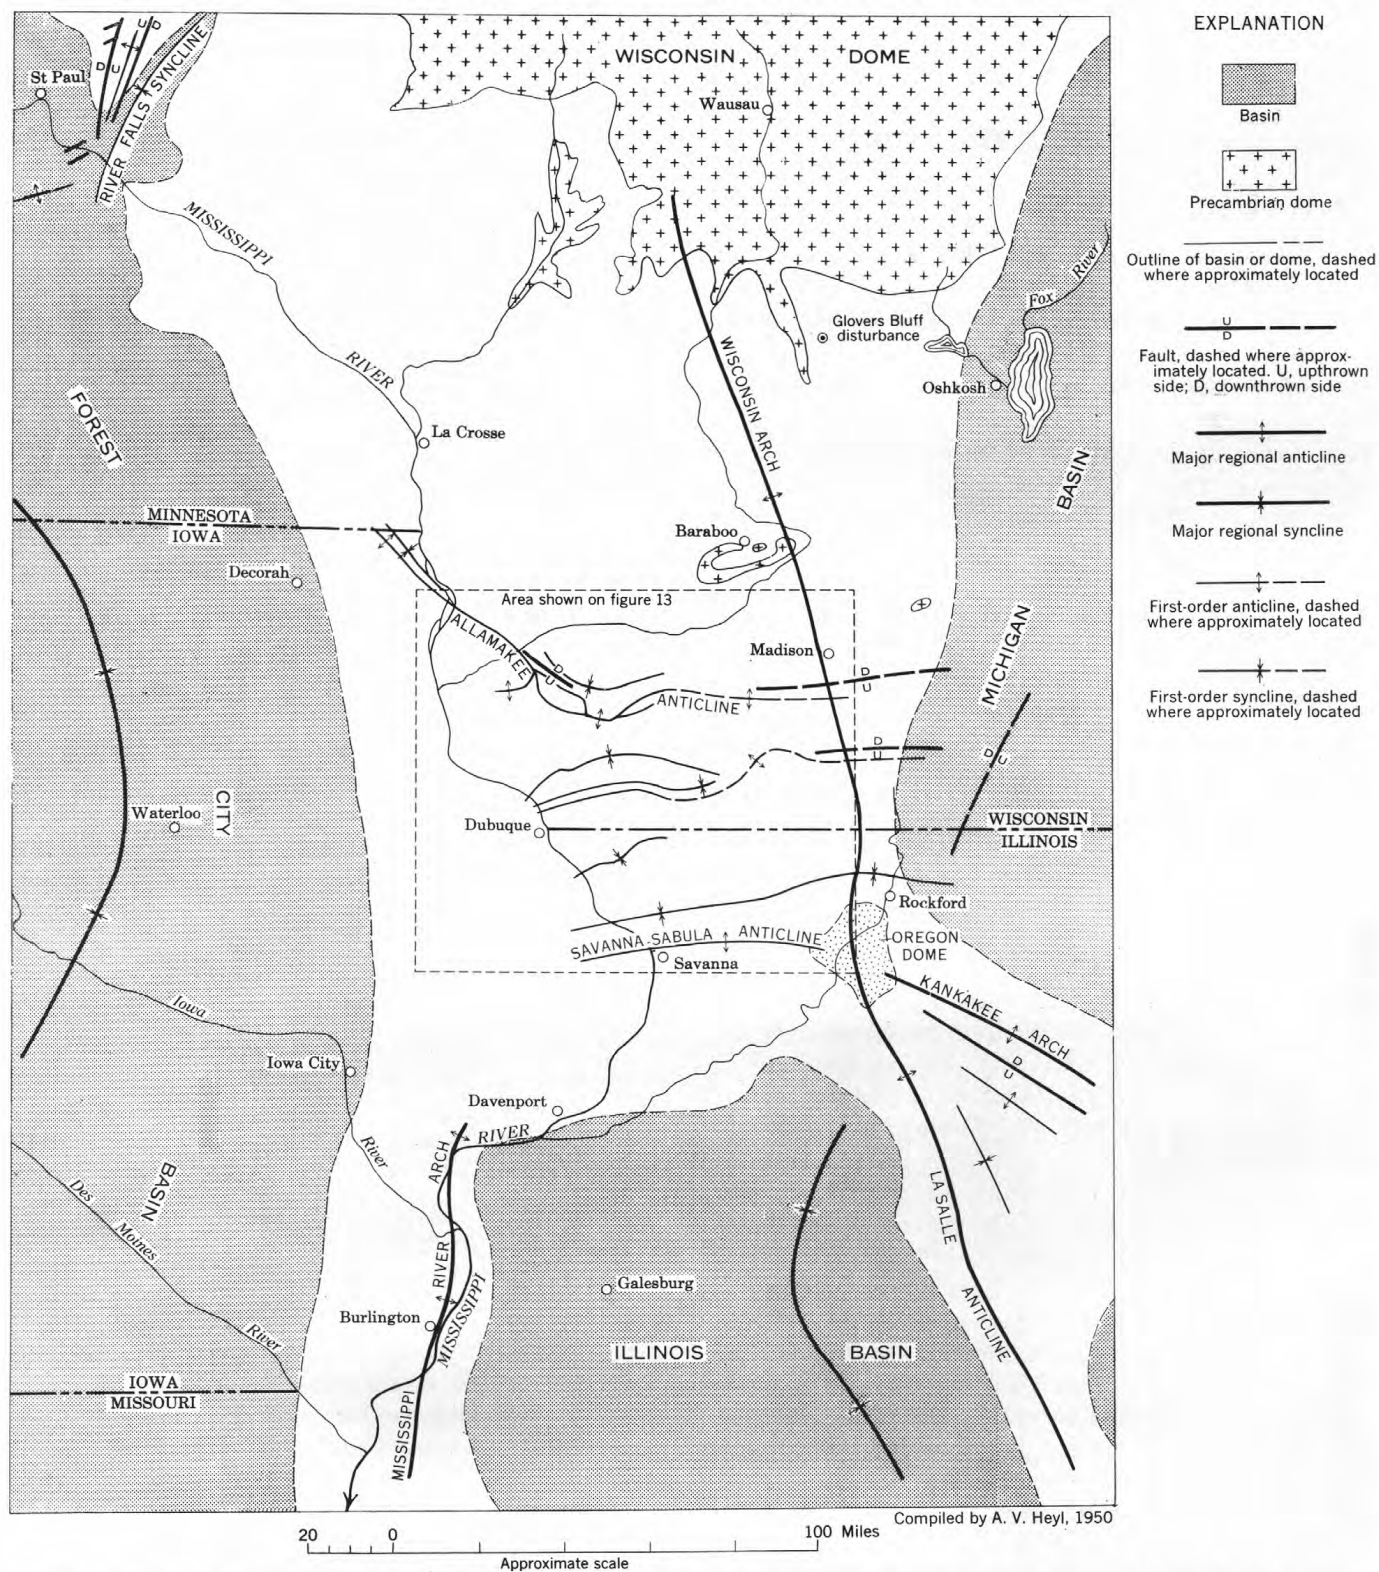 EXPLANATION
Basin
Precambrian dome
Outline of basin or dome, dashed
where approximately located
U
D
Fault, dashed where approx-
imately located. U, upthrown
side; D, downthrown side
Major regional anticline
Major regional syncline
First-order anticline, dashed
where approximately located
First-order syncline, dashed
where approximately located
U D
D U
St Paul
RIVER FALLS SYNCLINE
WISCONSIN DOME
Wausau
MISSISSIPPI
RIVER
Fox River
Glovers Bluff
disturbance
Oshkosh
WISCONSIN ARCH
FOREST
La Crosse
BASIN
MINNESOTA
IOWA
Baraboo
Decorah
Area shown on figure 13
ALLAMAKEE
D
U
Madison
D
U
ANTICLINE
MICHIGAN
D
U
D U
CITY
Waterloo
Dubuque
WISCONSIN
ILLINOIS
Rockford
SAVANNA-SABULA ANTICLINE
OREGON
DOME
Savanna
KANKAKEE ARCH
D
U
Iowa
Iowa City
Davenport
RIVER
ARCH
River
BASIN
Des
Moines
River
LA SALLE
ANTICLINE
RIVER
MISSISSIPPI
Galesburg
Burlington
ILLINOIS BASIN
IOWA
MISSOURI
MISSISSIPPI
Compiled by A. V. Heyl, 1950
20 0 100 Miles
Approximate scale